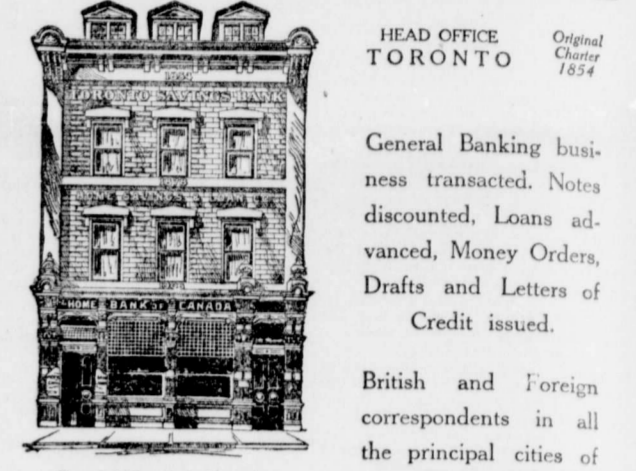 HEAD OFFICE
TORONTO
Original
Charter
1854
TORONTO SAVINGS BANK
HOME BANK OF CANADA
General Banking busi-
ness transacted. Notes
discounted, Loans ad-
vanced, Money Orders,
Drafts and Letters of
Credit issued.
British and Foreign
correspondents in all
the principal cities of